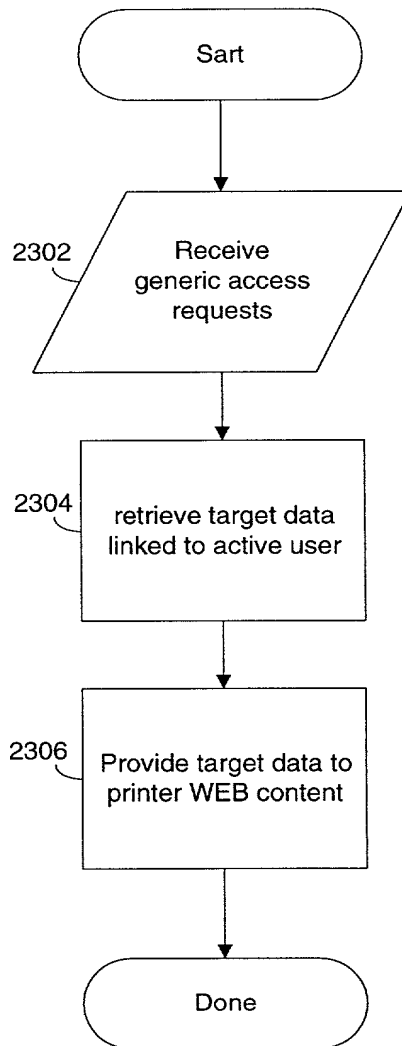 Sart
2302
Receive
generic access
requests
2304
retrieve target data
linked to active user
2306
Provide target data to
printer WEB content
Done